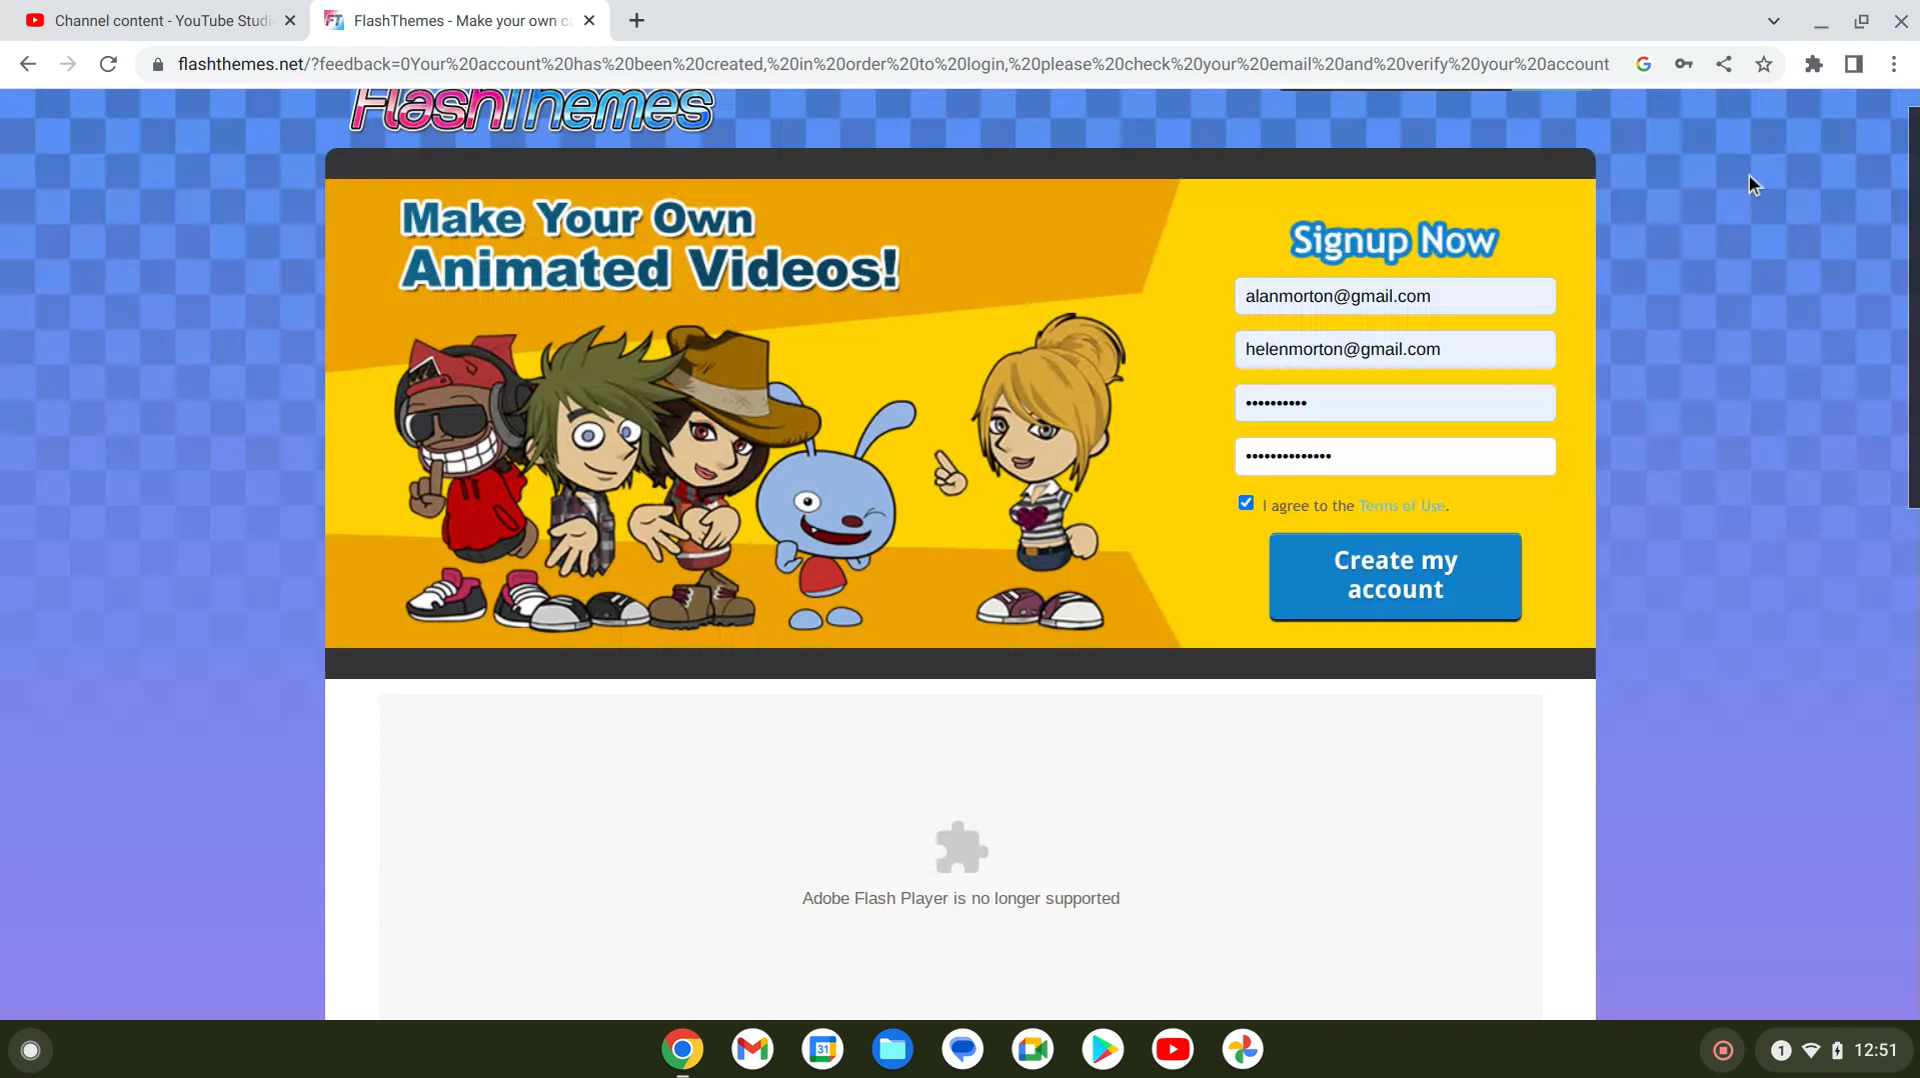 Channel content - YouTube Studi
FlashThemes - Make your own c
flashthemes.net/?feedback=0Your%20account%20has%20been%20created,%20in%20order%20to%20login,%20please%20check%20your%20email%20and%20verify%20your%20account
FlashThemes
Make Your Own
Animated Videos!
Signup Now
alanmorton@gmail.com
helenmorton@gmail.com
••••••••••
••••••••••••••
I agree to the Terms of Use.
Create my
account
Adobe Flash Player is no longer supported
31
1
12:51